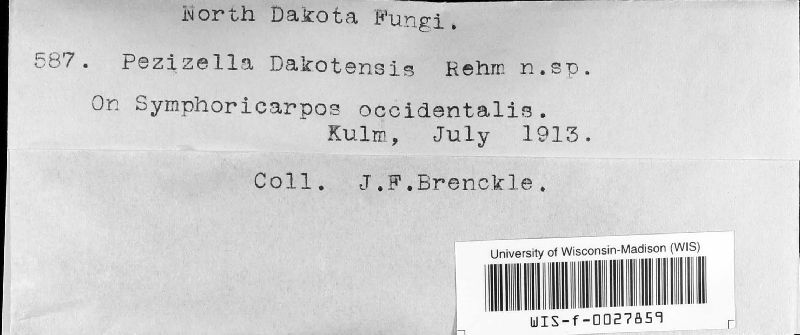 North Dakota Fungi.
587. Pezizella Dakotensis Rehm n.sp.
On Symphoricarpos occidentalis.
Kulm, July 1913.
Coll. J.F.Brenckle.
University of Wisconsin-Madison (WIS)
WIS-f-0027859